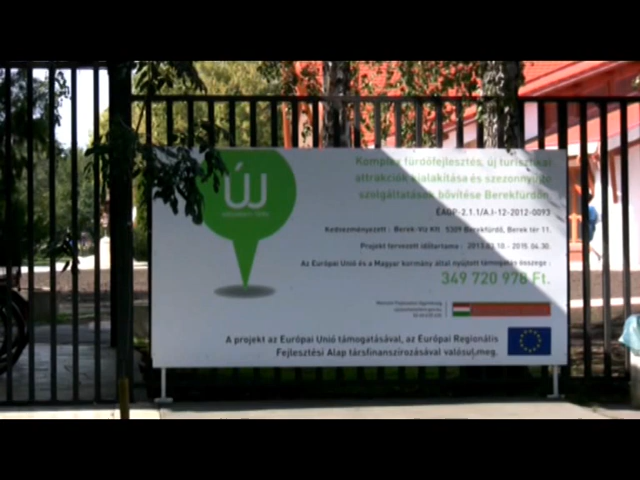 ÚJ
Komplex fürdőfejlesztés, új turisztikai
attrakciók kialakítása és szezonnyújtó
szolgáltatások bővítése Berekfürdőn.
ÉAOP-2.1.1/A.I-12-2012-0093
Kedvezményezett : Berek-Víz Kft. 5309 Berekfürdő, Berek tér 11.
Projekt tervezett időtartama : 2013.03.18. - 2015. 04.30.
Az Európai Unió és a Magyar kormány által nyújtott támogatás összege :
349 720 978 Ft.
A projekt az Európai Unió támogatásával, az Európai Regionális
Fejlesztési Alap társfinanszírozásával valósul meg.